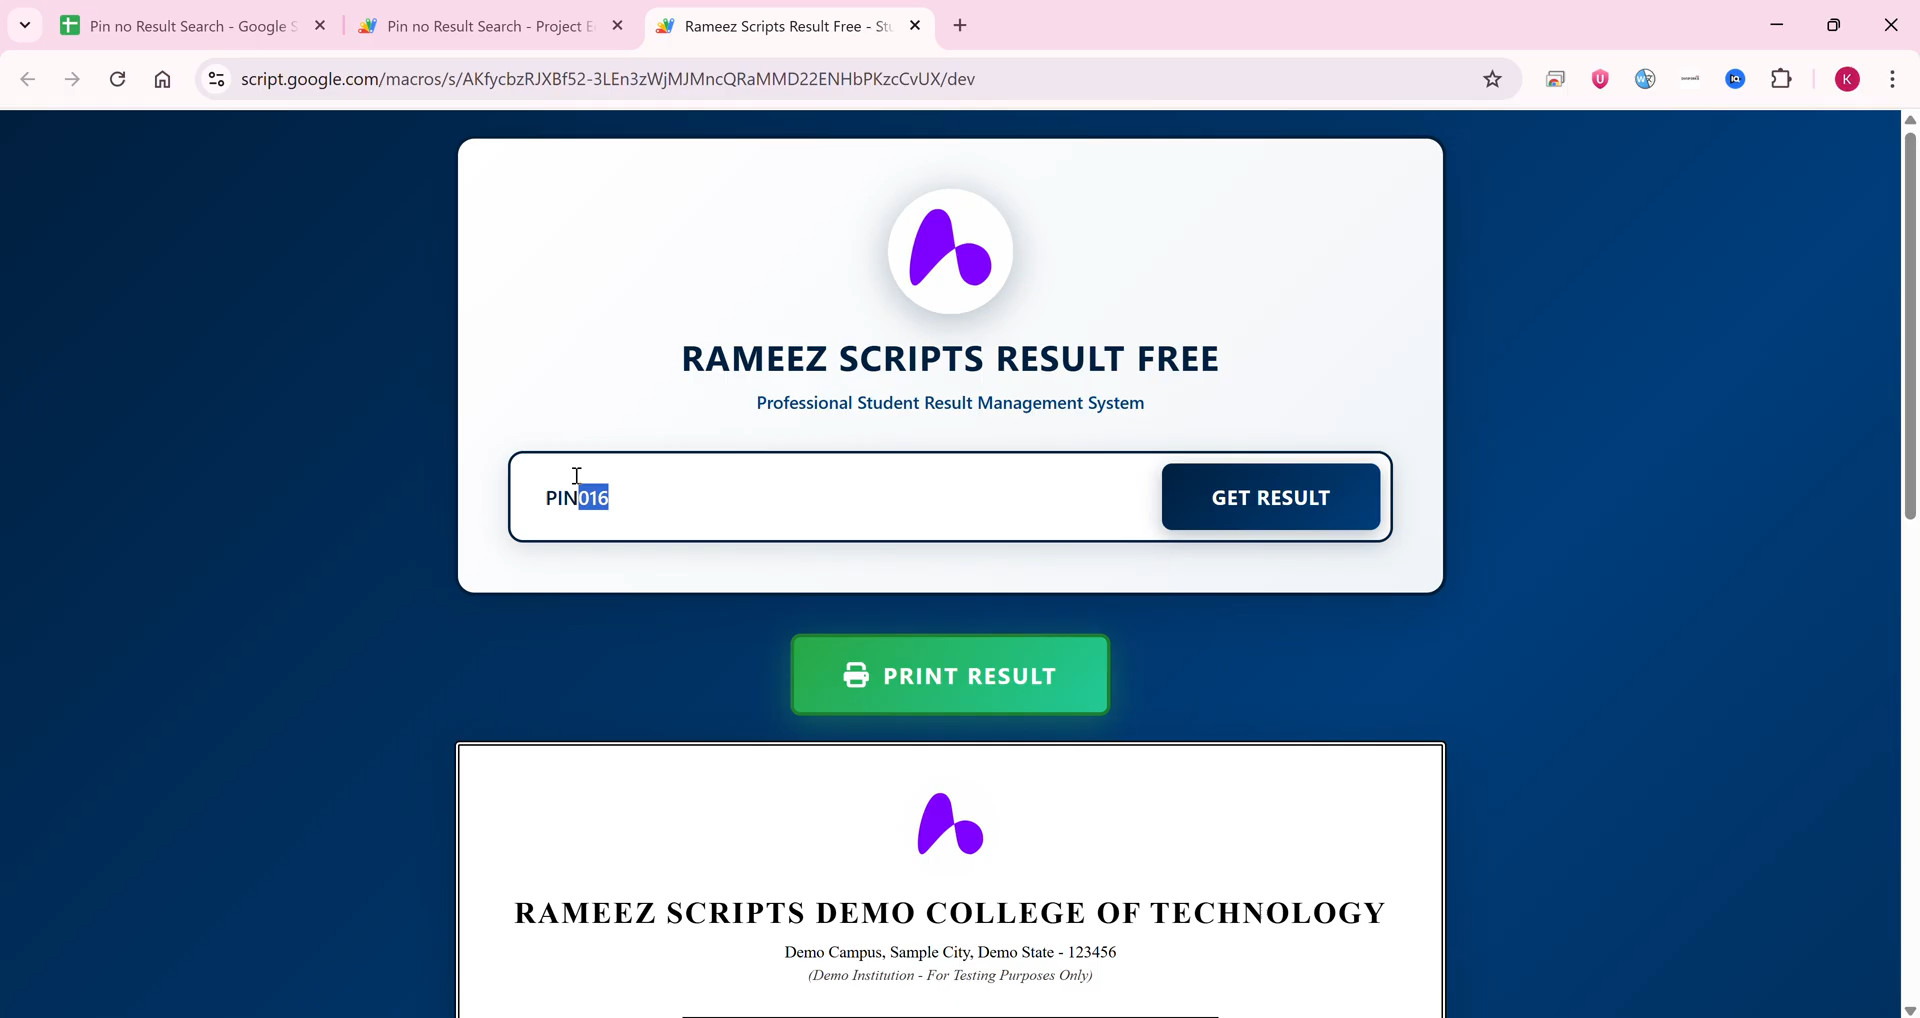 Pin no Result Search - Google S
Pin no Result Search - Project E
Rameez Scripts Result Free - Stu
script.google.com/macros/s/AKfycbzRJXBf52-3LEn3zWjMJMncQRaMMD22ENHbPKzcCvUX/dev
K
RAMEEZ SCRIPTS RESULT FREE
Professional Student Result Management System
PIN016
GET RESULT
PRINT RESULT
RAMEEZ SCRIPTS DEMO COLLEGE OF TECHNOLOGY
Demo Campus, Sample City, Demo State - 123456
(Demo Institution - For Testing Purposes Only)